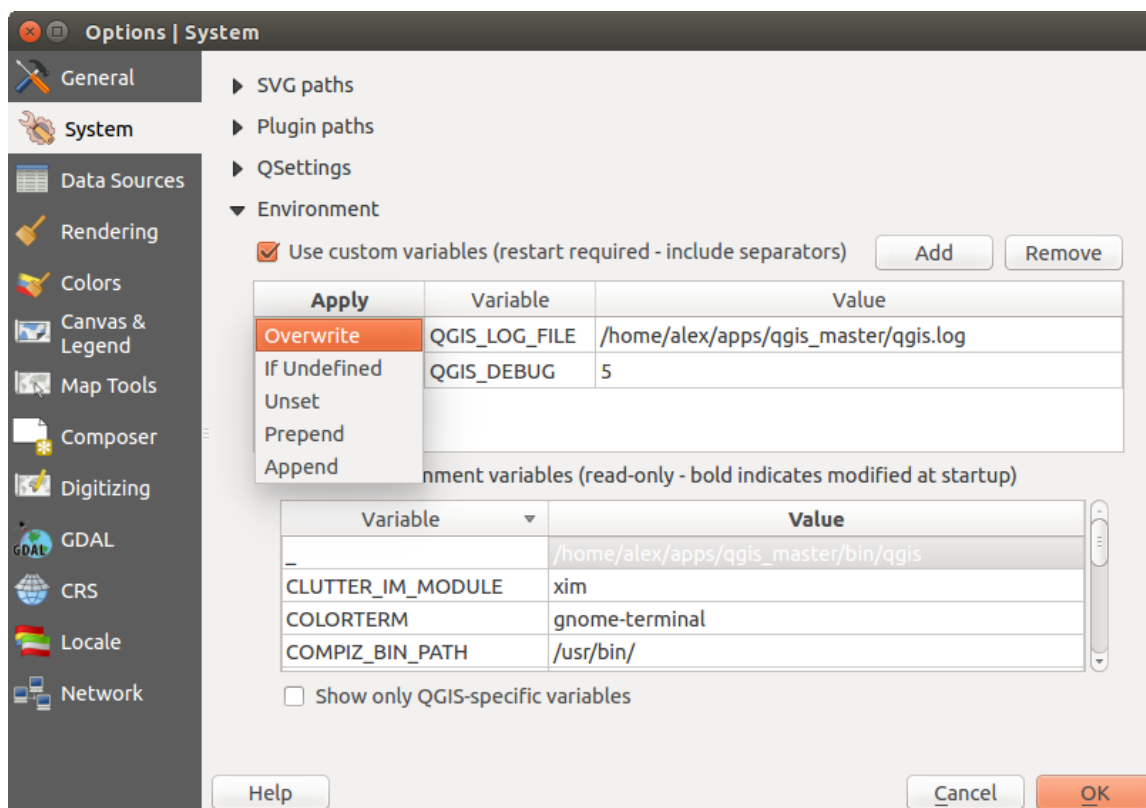 Options | System
General
System
Data Sources
Rendering
Colors
Canvas &
Legend
Map Tools
Composer
Digitizing
GDAL
CRS
Locale
Network
SVG paths
Plugin paths
QSettings
Environment
Use custom variables (restart required - include separators) Add Remove
Apply Variable Value
Overwrite QGIS_LOG_FILE /home/alex/apps/qgis_master/qgis.log
If Undefined QGIS_DEBUG 5
Unset
Prepend
Append
variables (read-only - bold indicates modified at startup)
Variable Value
_ /home/alex/apps/qgis_master/bin/qgis
CLUTTER_IM_MODULE xim
COLORTERM gnome-terminal
COMPIZ_BIN_PATH /usr/bin/
Show only QGIS-specific variables
Help Cancel OK